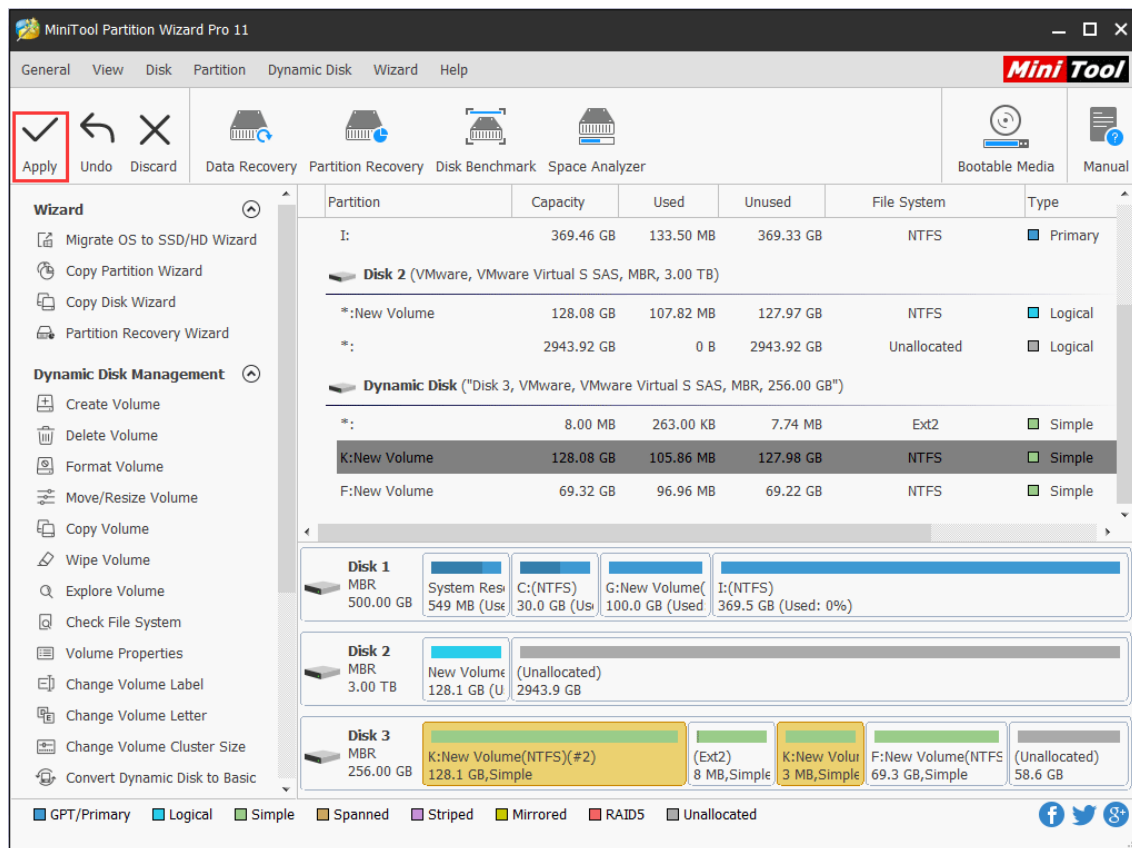 MiniTool Partition Wizard Pro 11
General View Disk Partition Dynamic Disk Wizard Help
Mini Tool
Apply Undo Discard Data Recovery Partition Recovery Disk Benchmark Space Analyzer Bootable Media Manual
Wizard
Migrate OS to SSD/HD Wizard
Copy Partition Wizard
Copy Disk Wizard
Partition Recovery Wizard
Dynamic Disk Management
Create Volume
Delete Volume
Format Volume
Move/Resize Volume
Copy Volume
Wipe Volume
Explore Volume
Check File System
Volume Properties
Change Volume Label
Change Volume Letter
Change Volume Cluster Size
Convert Dynamic Disk to Basic
Partition Capacity Used Unused File System Type
I: 369.46 GB 133.50 MB 369.33 GB NTFS Primary
Disk 2 (VMware, VMware Virtual S SAS, MBR, 3.00 TB)
*:New Volume 128.08 GB 107.82 MB 127.97 GB NTFS Logical
*: 2943.92 GB 0 B 2943.92 GB Unallocated Logical
Dynamic Disk ("Disk 3, VMware, VMware Virtual S SAS, MBR, 256.00 GB")
*: 8.00 MB 263.00 KB 7.74 MB Ext2 Simple
K:New Volume 128.08 GB 105.86 MB 127.98 GB NTFS Simple
F:New Volume 69.32 GB 96.96 MB 69.22 GB NTFS Simple
Disk 1
MBR
500.00 GB
System Res
549 MB (Use
C:(NTFS)
30.0 GB (Us
G:New Volume(
100.0 GB (Used
I:(NTFS)
369.5 GB (Used: 0%)
Disk 2
MBR
3.00 TB
New Volume
128.1 GB (U
(Unallocated)
2943.9 GB
Disk 3
MBR
256.00 GB
K:New Volume(NTFS)(#2)
128.1 GB,Simple
(Ext2)
8 MB,Simple
K:New Volu
3 MB,Simple
F:New Volume(NTFS
69.3 GB,Simple
(Unallocated)
58.6 GB
GPT/Primary Logical Simple Spanned Striped Mirrored RAID5 Unallocated